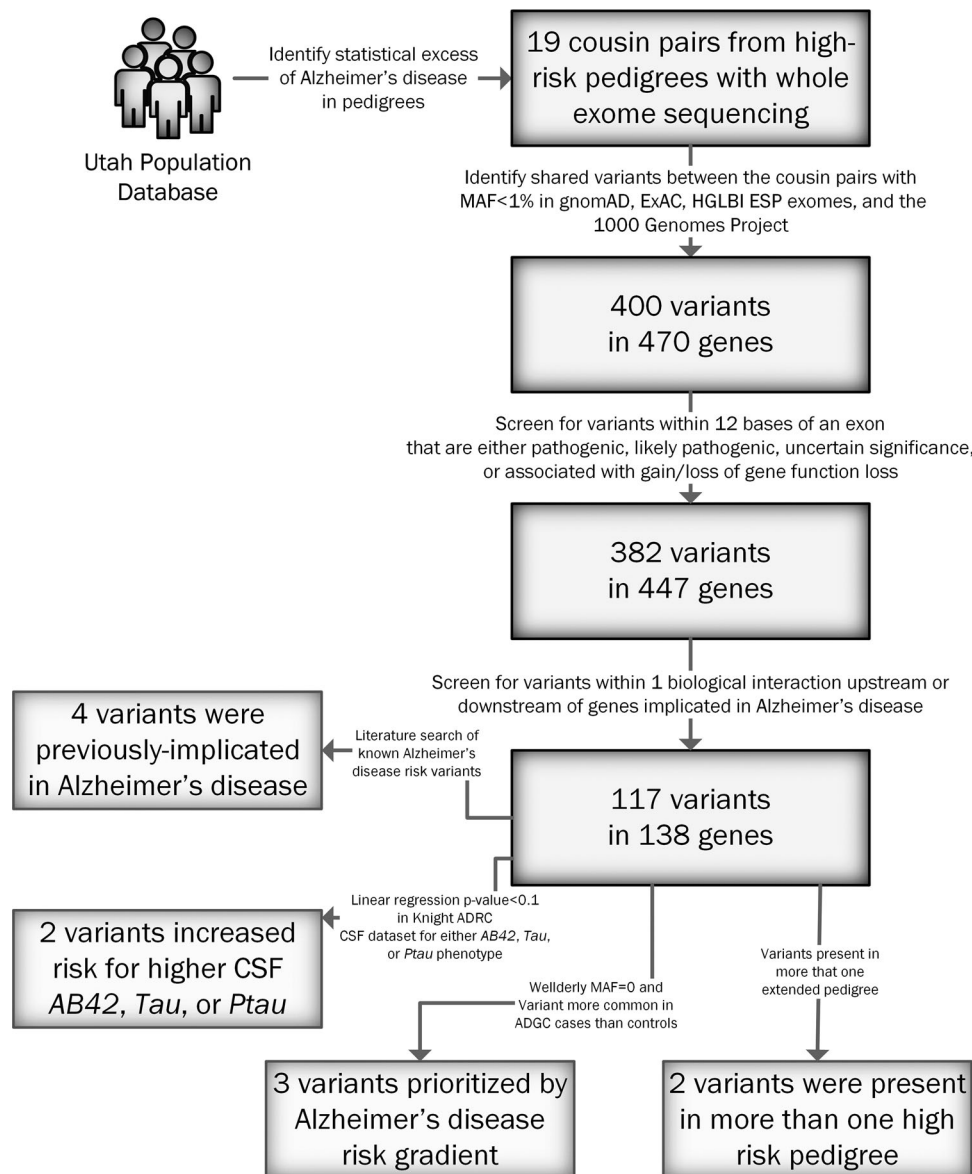 Identify statistical excess
of Alzheimer's disease
in pedigrees
19 cousin pairs from high-
risk pedigrees with whole
exome sequencing
Utah Population
Database
Identify shared variants between the cousin pairs with
MAF<1% in gnomAD, ExAC, HGLBI ESP exomes, and the
1000 Genomes Project
400 variants
in 470 genes
Screen for variants within 12 bases of an exon
that are either pathogenic, likely pathogenic, uncertain significance,
or associated with gain/loss of gene function loss
382 variants
in 447 genes
Screen for variants within 1 biological interaction upstream or
downstream of genes implicated in Alzheimer's disease
4 variants were
previously-implicated
in Alzheimer's disease
Literature search of
known Alzheimer's
disease risk variants
117 variants
in 138 genes
Linear regression p-value<0.1
in Knight ADRC
CSF dataset for either AB42, Tau,
or Ptau phenotype
2 variants increased
risk for higher CSF
AB42, Tau, or Ptau
Wellderly MAF=0 and
Variant more common in
ADGC cases than controls
Variants present in
more that one
extended pedigree
3 variants prioritized by
Alzheimer's disease
risk gradient
2 variants were present
in more than one high
risk pedigree